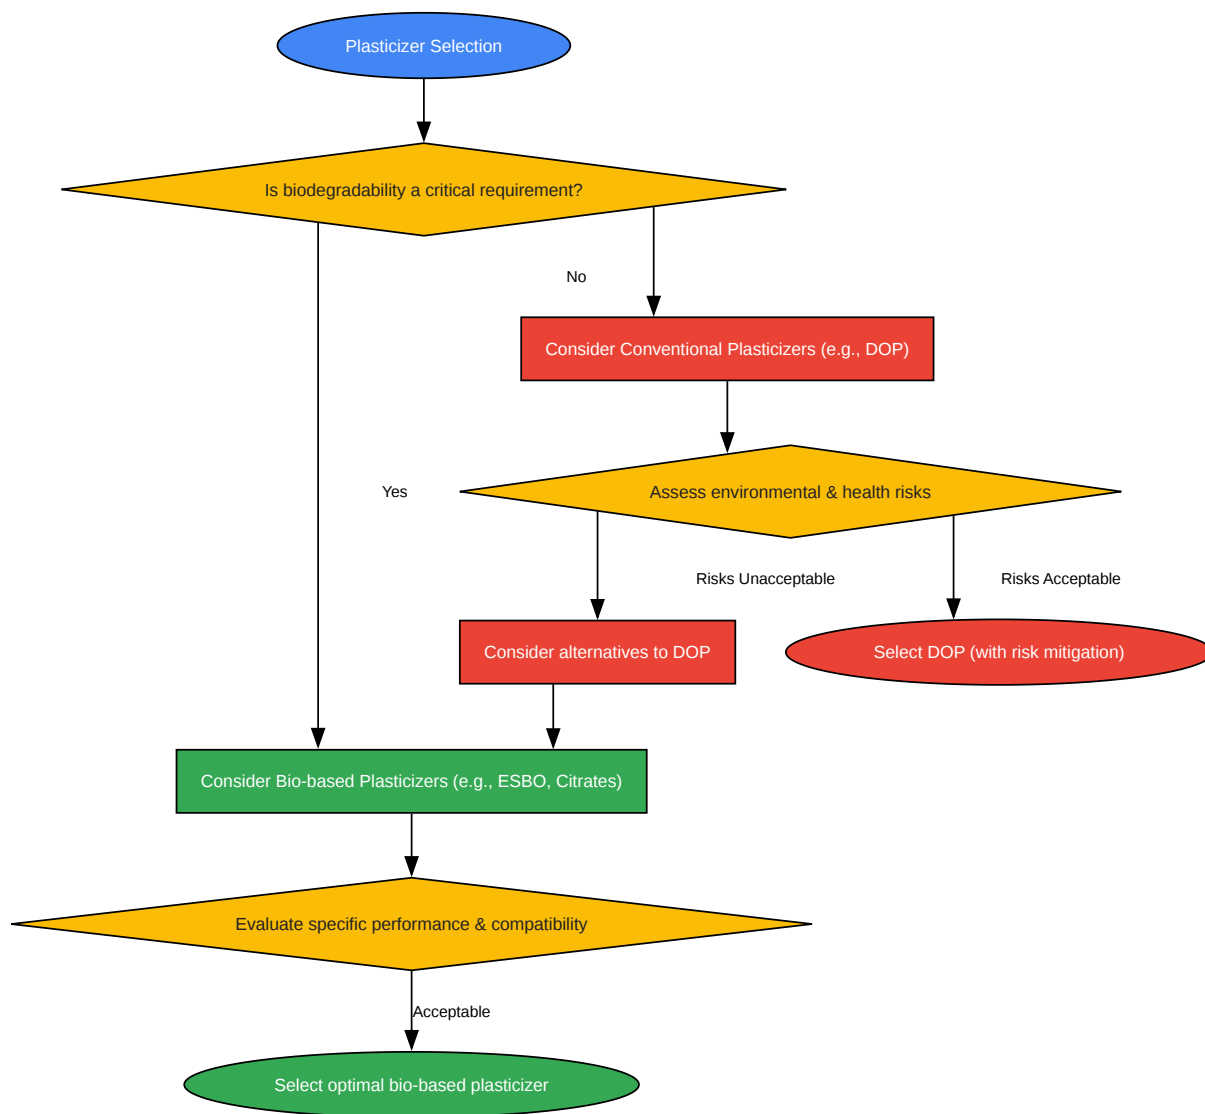 Plasticizer Selection
Is biodegradability a critical requirement?
No
Consider Conventional Plasticizers (e.g., DOP)
Yes
Assess environmental & health risks
Risks Unacceptable
Risks Acceptable
Consider alternatives to DOP
Select DOP (with risk mitigation)
Consider Bio-based Plasticizers (e.g., ESBO, Citrates)
Evaluate specific performance & compatibility
Acceptable
Select optimal bio-based plasticizer